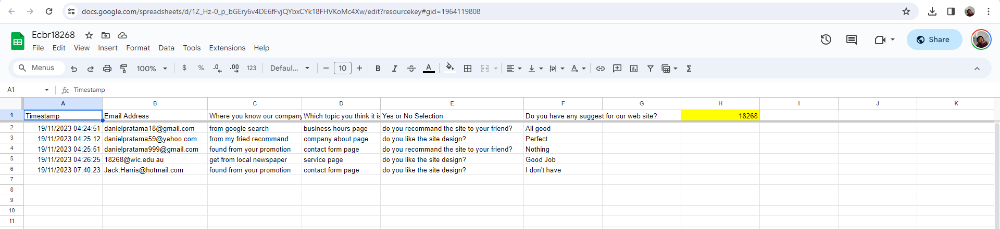 docs.google.com/spreadsheets/d/1Z_Hz-0_p_bGEry6v4DE6fFvjQYbxCYk18FHVKoMc4Xw/edit?resourcekey#gid=1964119808
Ecbr18268
File Edit View Insert Format Data Tools Extensions Help
Share
Menus 100% $ % .0 .00 123 Defaul... 10 B I A
A1 fx Timestamp
A B C D E F G H I J K
1 Timestamp Email Address Where you know our company Which topic you think it is Yes or No Selection Do you have any suggest for our web site? 18268
2 19/11/2023 04:24:51 danielpratama18@gmail.com from google search business hours page do you recommand the site to your friend? All good
3 19/11/2023 04:25:12 danielpratama59@yahoo.com from my fried recommand company about page do you like the site design? Perfect
4 19/11/2023 04:25:51 danielpratama999@gmail.com found from your promotion contact form page do you recommand the site to your friend? Nothing
5 19/11/2023 04:26:25 18268@wic.edu.au get from local newspaper service page do you like the site design? Good Job
6 19/11/2023 07:40:23 Jack.Harris@hotmail.com found from your promotion contact form page do you like the site design? I don't have
7
8
9
10
11